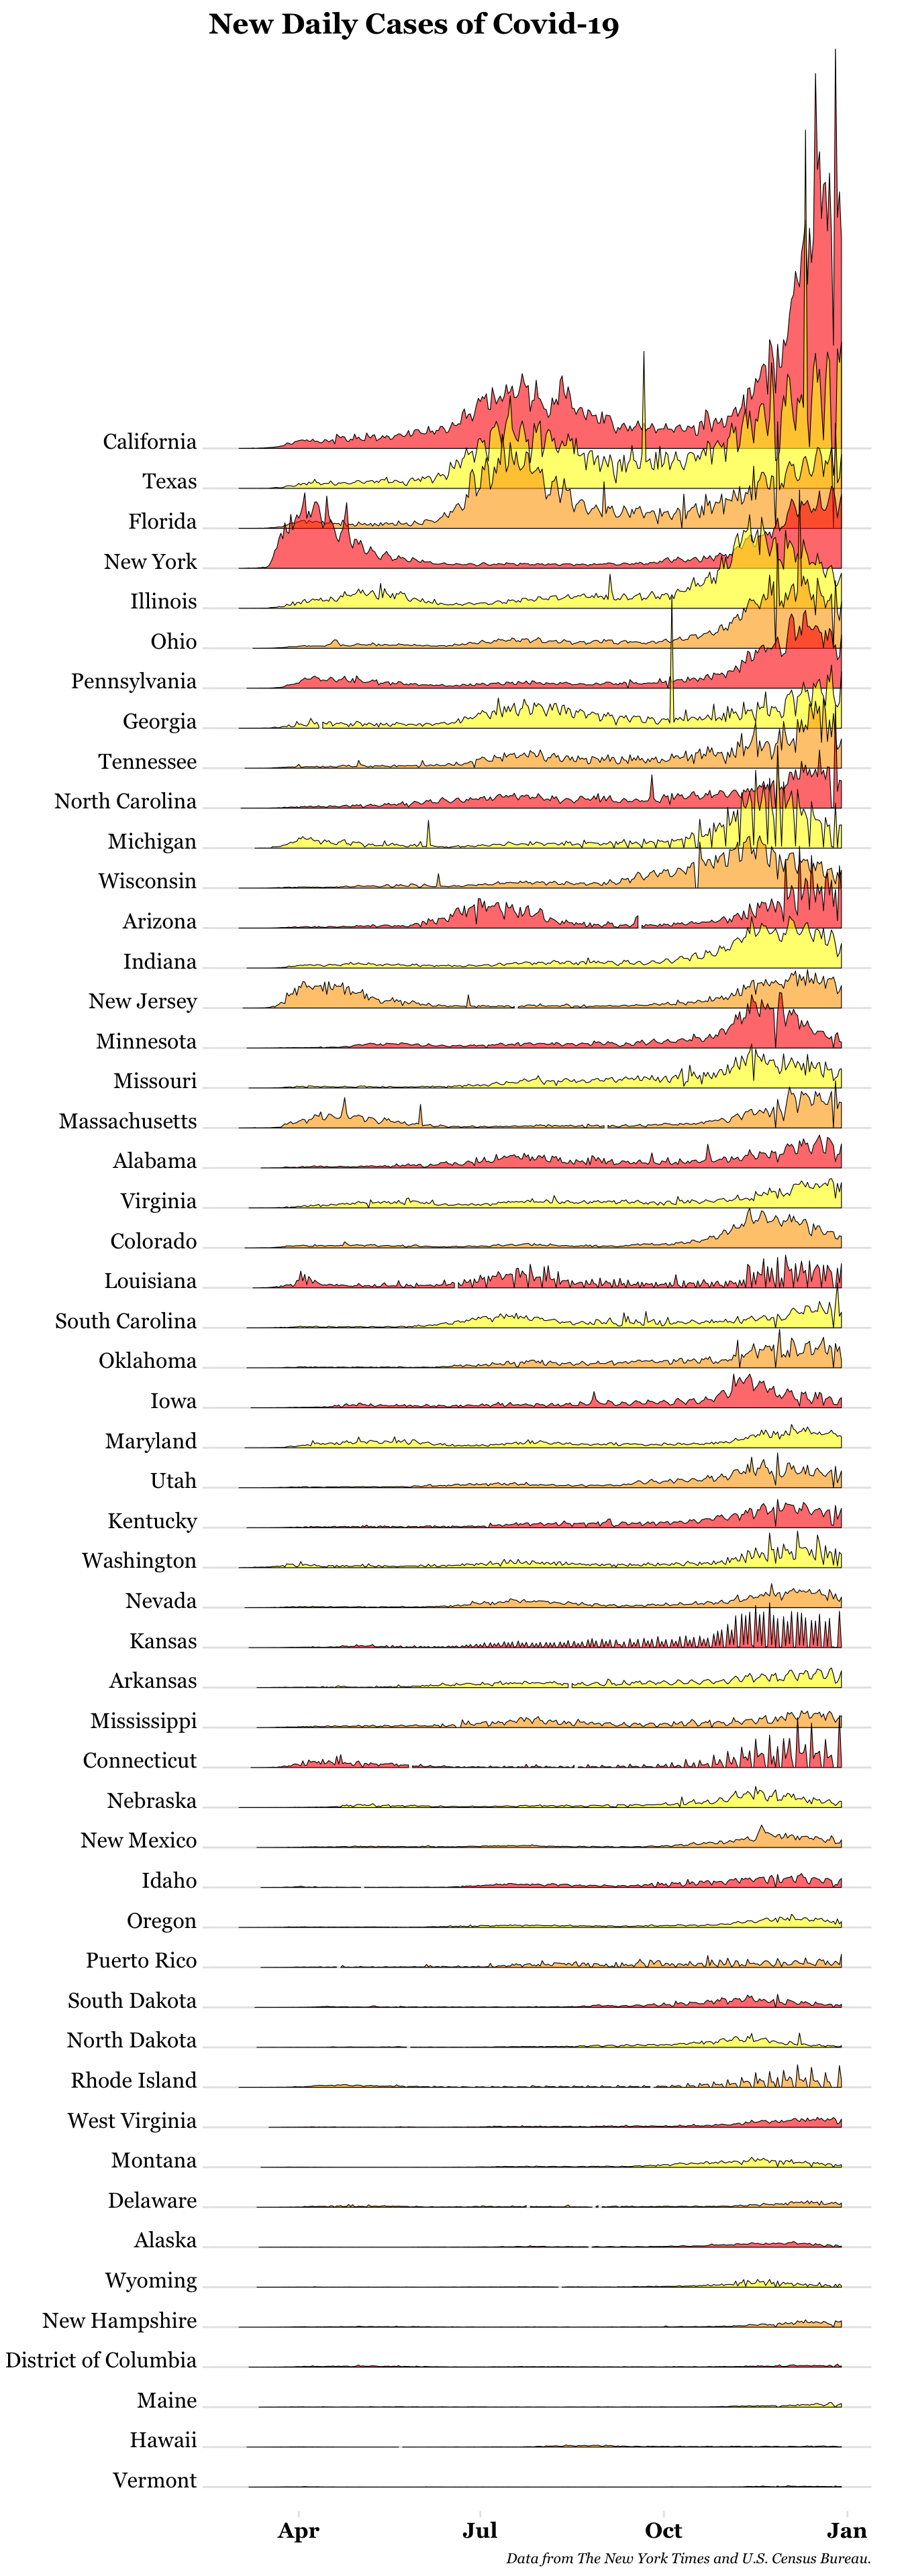 New Daily Cases of Covid-19
California
Texas
Florida
New York
Illinois
Ohio
Pennsylvania
Georgia
Tennessee
North Carolina
Michigan
Wisconsin
Arizona
Indiana
New Jersey
Minnesota
Missouri
Massachusetts
Alabama
Virginia
Colorado
Louisiana
South Carolina
Oklahoma
Iowa
Maryland
Utah
Kentucky
Washington
Nevada
Kansas
Arkansas
Mississippi
Connecticut
Nebraska
New Mexico
Idaho
Oregon
Puerto Rico
South Dakota
North Dakota
Rhode Island
West Virginia
Montana
Delaware
Alaska
Wyoming
New Hampshire
District of Columbia
Maine
Hawaii
Vermont
Apr Jul Oct Jan
Data from The New York Times and U.S. Census Bureau.